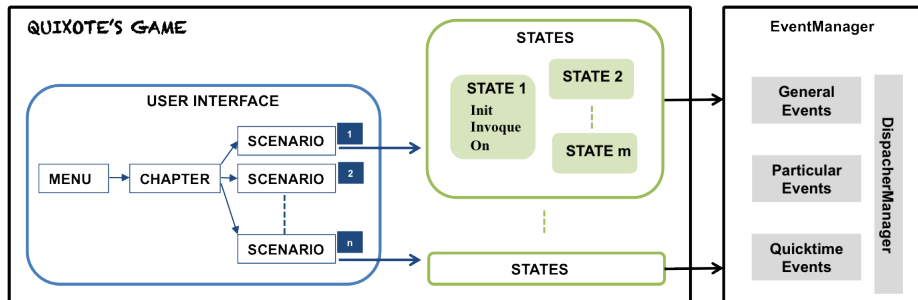 QUIXOTE'S GAME
USER INTERFACE
MENU
CHAPTER
SCENARIO
1
SCENARIO
2
SCENARIO
n
STATES
STATE 1
Init
Invoque
On
STATE 2
STATE m
STATES
EventManager
General
Events
Particular
Events
Quicktime
Events
DispacherManager